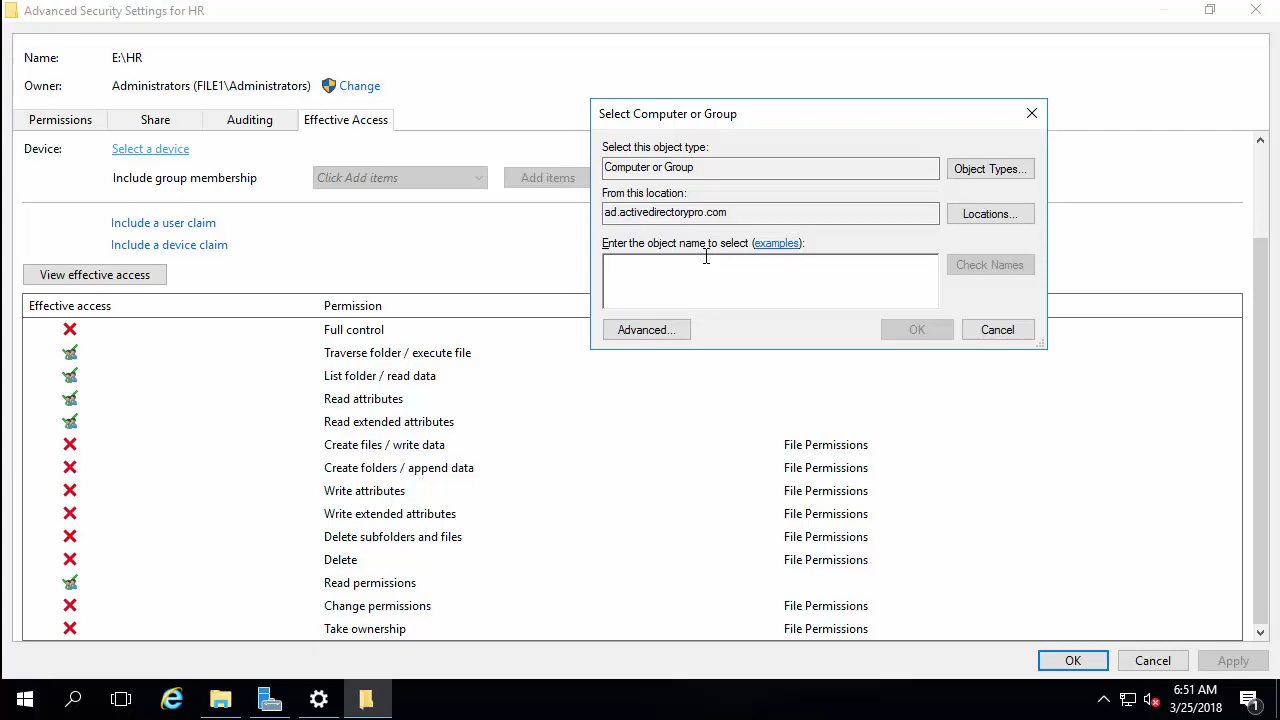 Advanced Security Settings for HR
Name: E:\HR
Owner: Administrators (FILE1\Administrators) Change
Permissions Share Auditing Effective Access
Device: Select a device
Include group membership Click Add items Add items
Include a user claim
Include a device claim
View effective access
Select Computer or Group
Select this object type:
Computer or Group Object Types...
From this location:
ad.activedirectorypro.com Locations...
Enter the object name to select (examples):
Check Names
Advanced... OK Cancel
Effective access Permission
Full control
Traverse folder / execute file
List folder / read data
Read attributes
Read extended attributes
Create files / write data File Permissions
Create folders / append data File Permissions
Write attributes File Permissions
Write extended attributes File Permissions
Delete subfolders and files File Permissions
Delete File Permissions
Read permissions
Change permissions File Permissions
Take ownership File Permissions
OK Cancel Apply
6:51 AM
3/25/2018
1